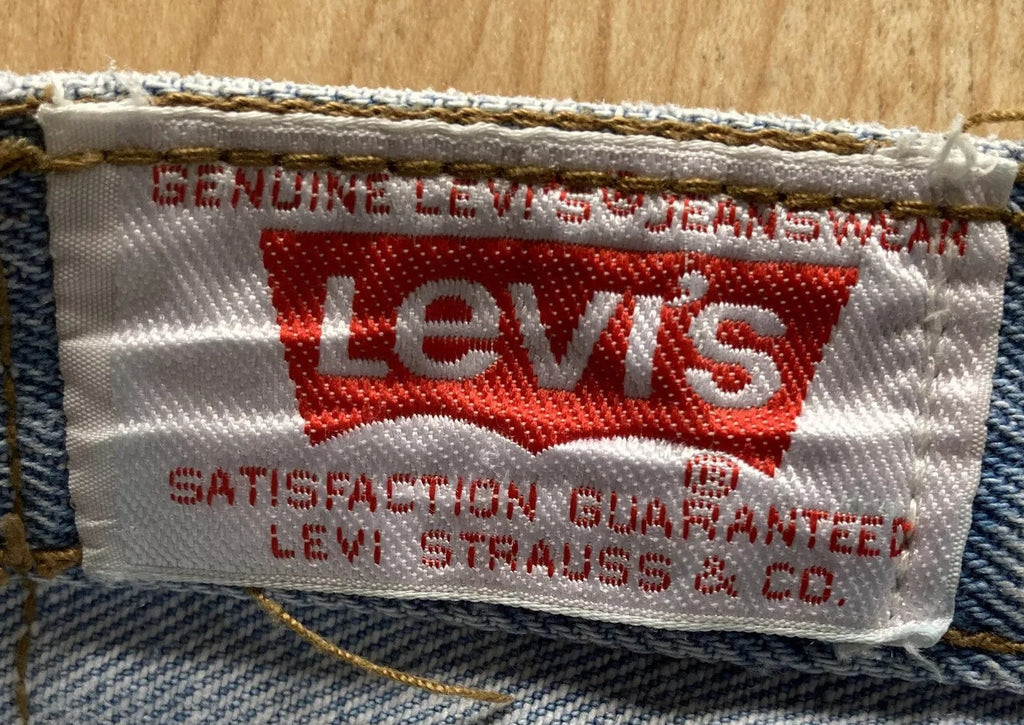 GENUINE LEVI'S® JEANSWEAR
Levi's
®
SATISFACTION GUARANTEED
LEVI STRAUSS & CO.